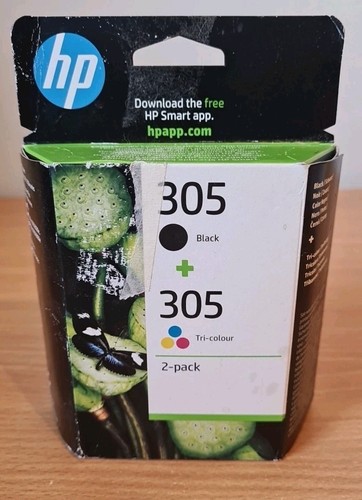 hp
Download the free
HP Smart app.
hpapp.com
305
Black
+
305
Tri-colour
2-pack